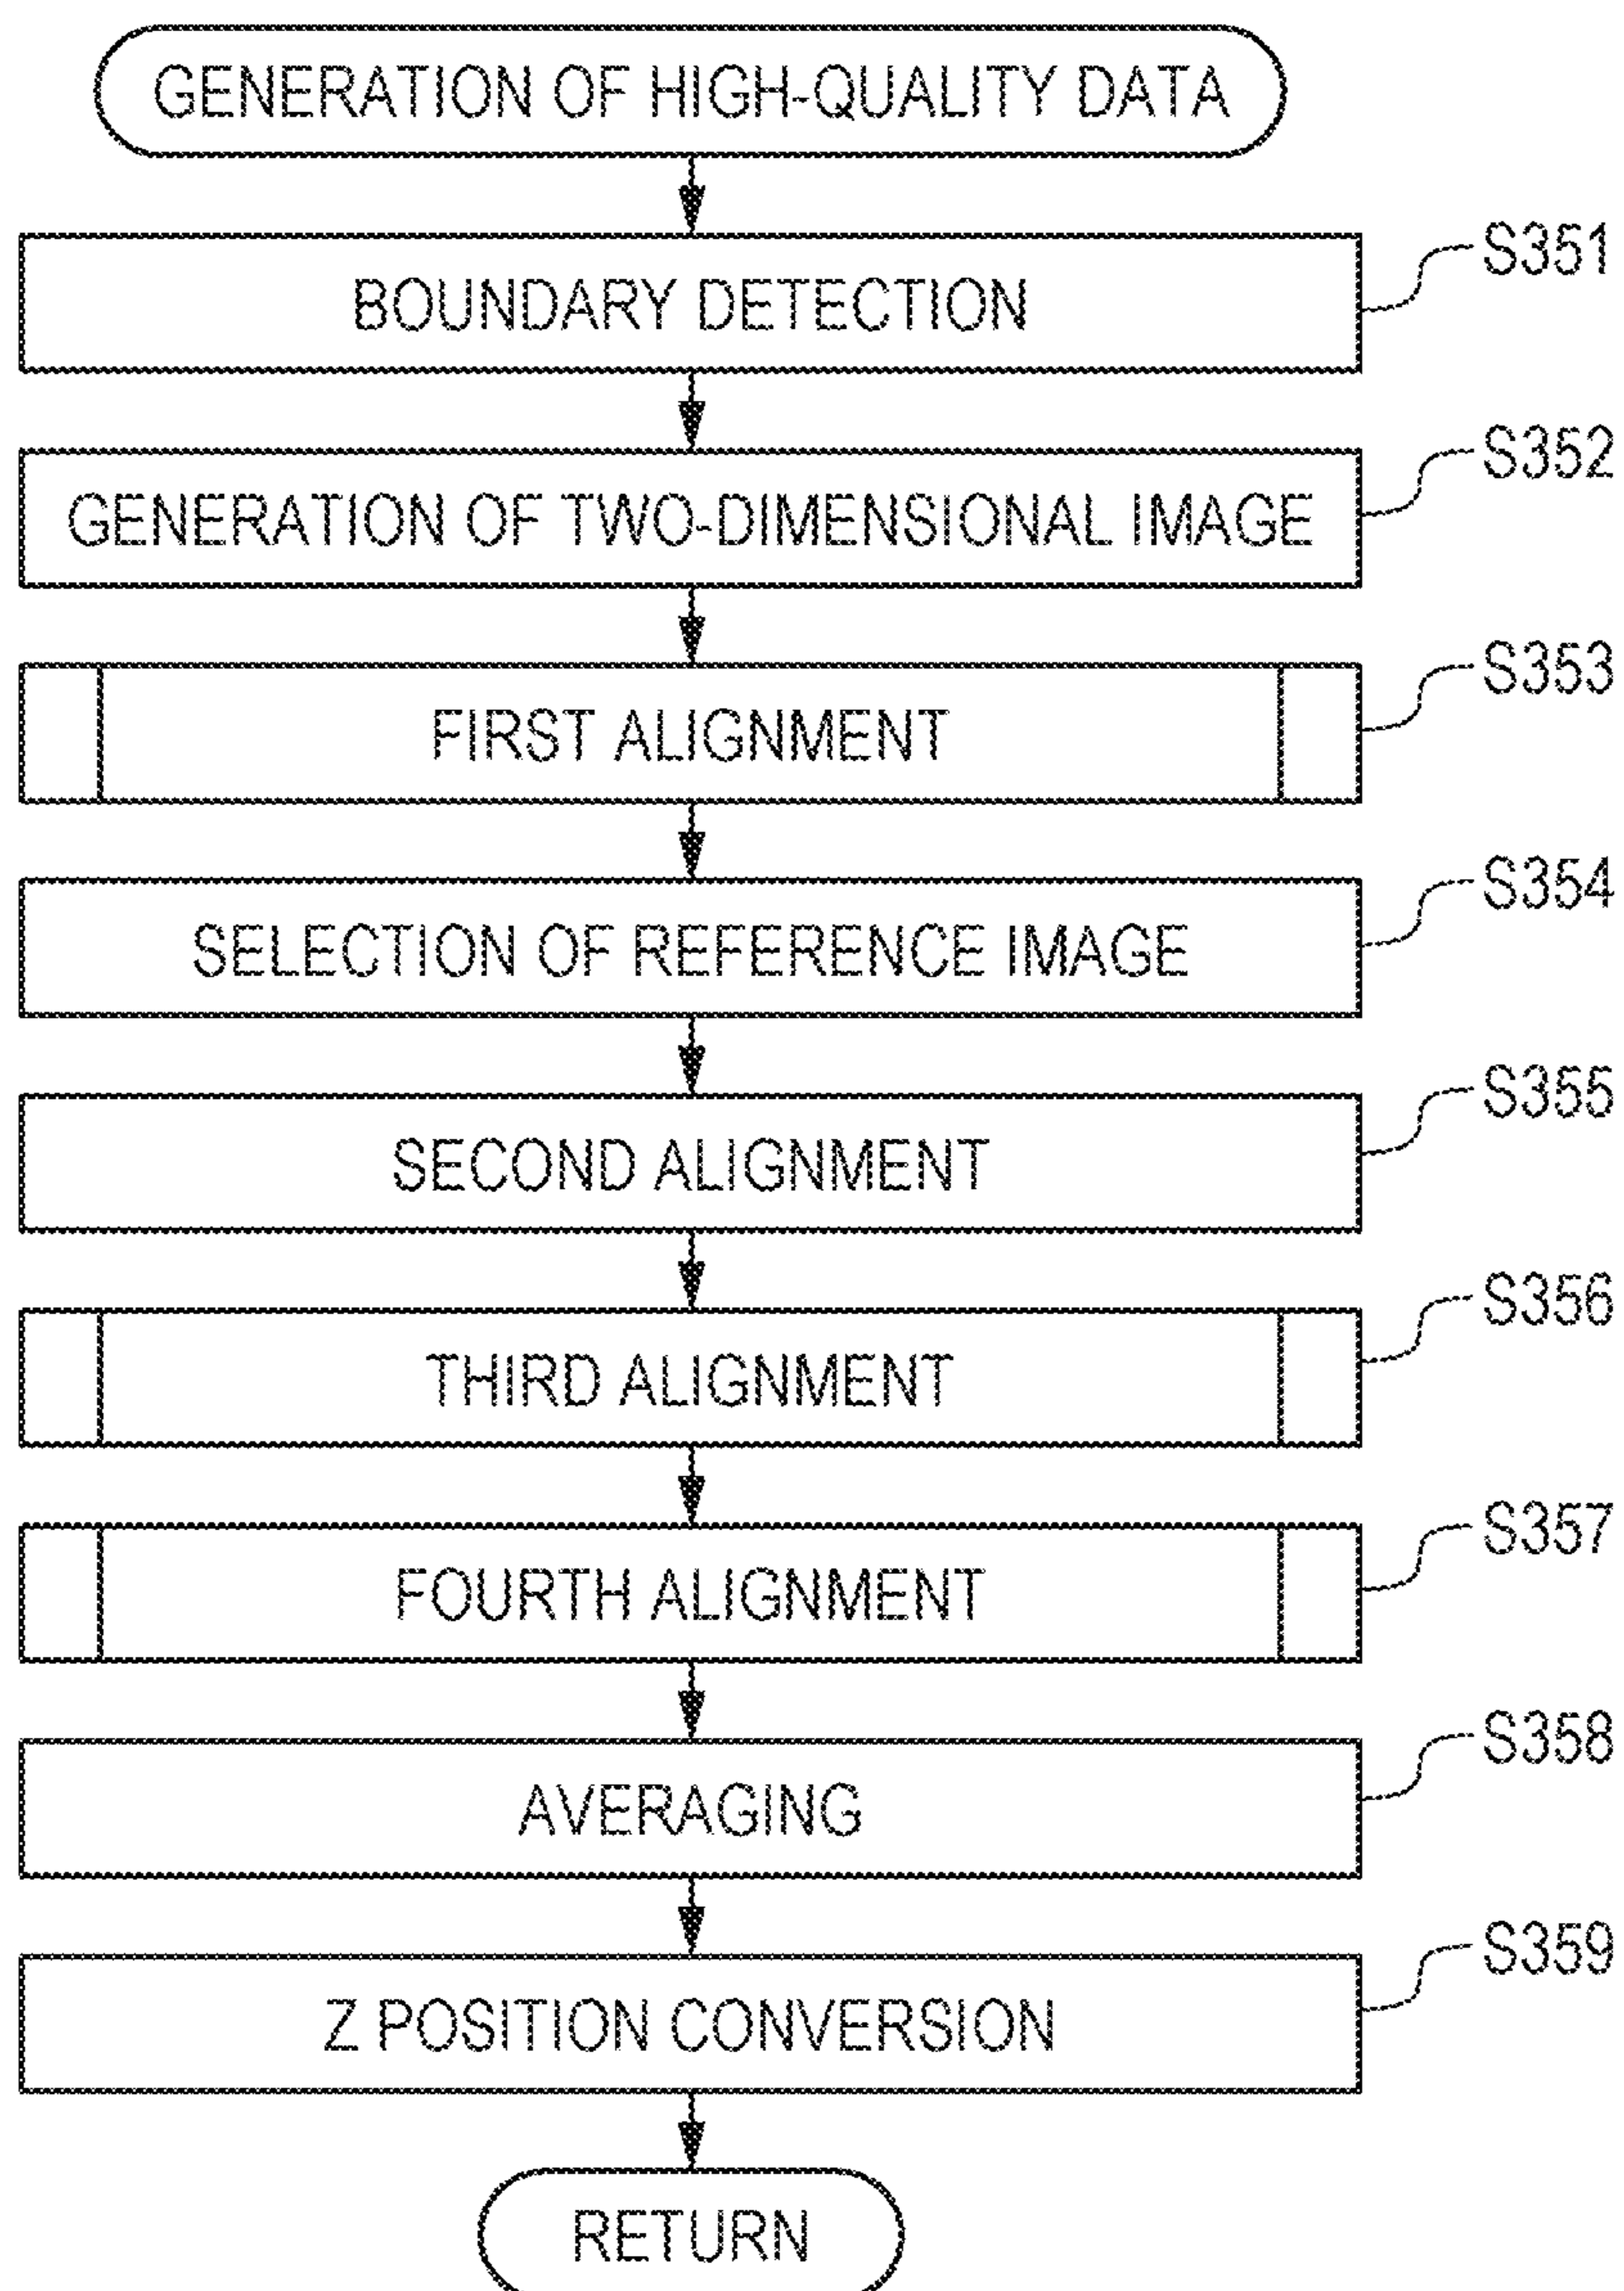 GENERATION OF HIGH-QUALITY DATA
S351
BOUNDARY DETECTION
S352
GENERATION OF TWO-DIMENSIONAL IMAGE
S353
FIRST ALIGNMENT
S354
SELECTION OF REFERENCE IMAGE
S355
SECOND ALIGNMENT
S356
THIRD ALIGNMENT
S357
FOURTH ALIGNMENT
S358
AVERAGING
S359
Z POSITION CONVERSION
RETURN